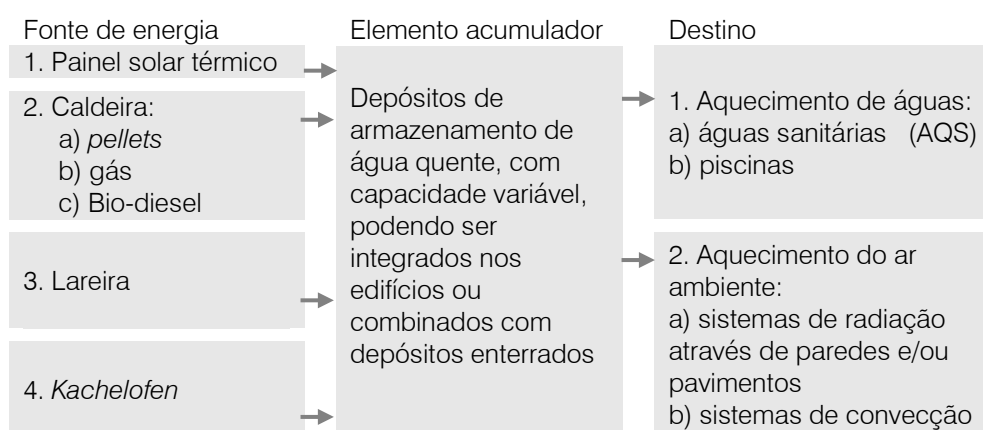 Fonte de energia
1. Painel solar térmico
2. Caldeira:
a) pellets
b) gás
c) Bio-diesel
3. Lareira
4. Kachelofen
Elemento acumulador
Depósitos de
armazenamento de
água quente, com
capacidade variável,
podendo ser
integrados nos
edifícios ou
combinados com
depósitos enterrados
Destino
1. Aquecimento de águas:
a) águas sanitárias (AQS)
b) piscinas
2. Aquecimento do ar
ambiente:
a) sistemas de radiação
através de paredes e/ou
pavimentos
b) sistemas de convecção